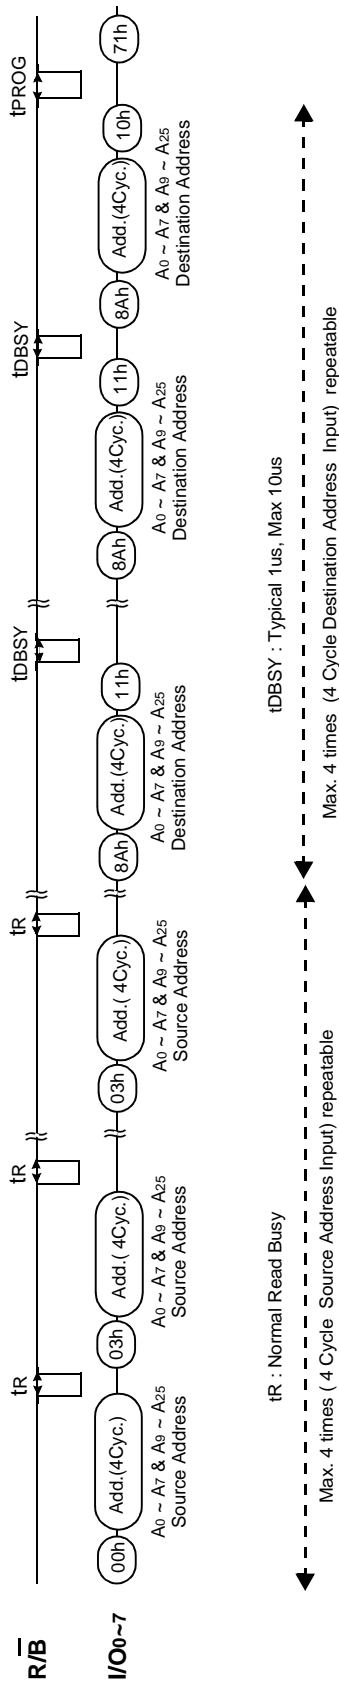 R/B
tR
tR
tR
tDBSY
tDBSY
tPROG
I/O0~7
00h
Add.(4Cyc.)
03h
Add.( 4Cyc.)
03h
Add.( 4Cyc.)
8Ah
Add.(4Cyc.)
11h
8Ah
Add.(4Cyc.)
11h
8Ah
Add.(4Cyc.)
10h
71h
A0 ~ A7 & A9 ~ A25
Source Address
A0 ~ A7 & A9 ~ A25
Source Address
A0 ~ A7 & A9 ~ A25
Source Address
A0 ~ A7 & A9 ~ A25
Destination Address
A0 ~ A7 & A9 ~ A25
Destination Address
A0 ~ A7 & A9 ~ A25
Destination Address
tR : Normal Read Busy
tDBSY : Typical 1us, Max 10us
Max. 4 times ( 4 Cycle Source Address Input) repeatable
Max. 4 times (4 Cycle Destination Address Input) repeatable